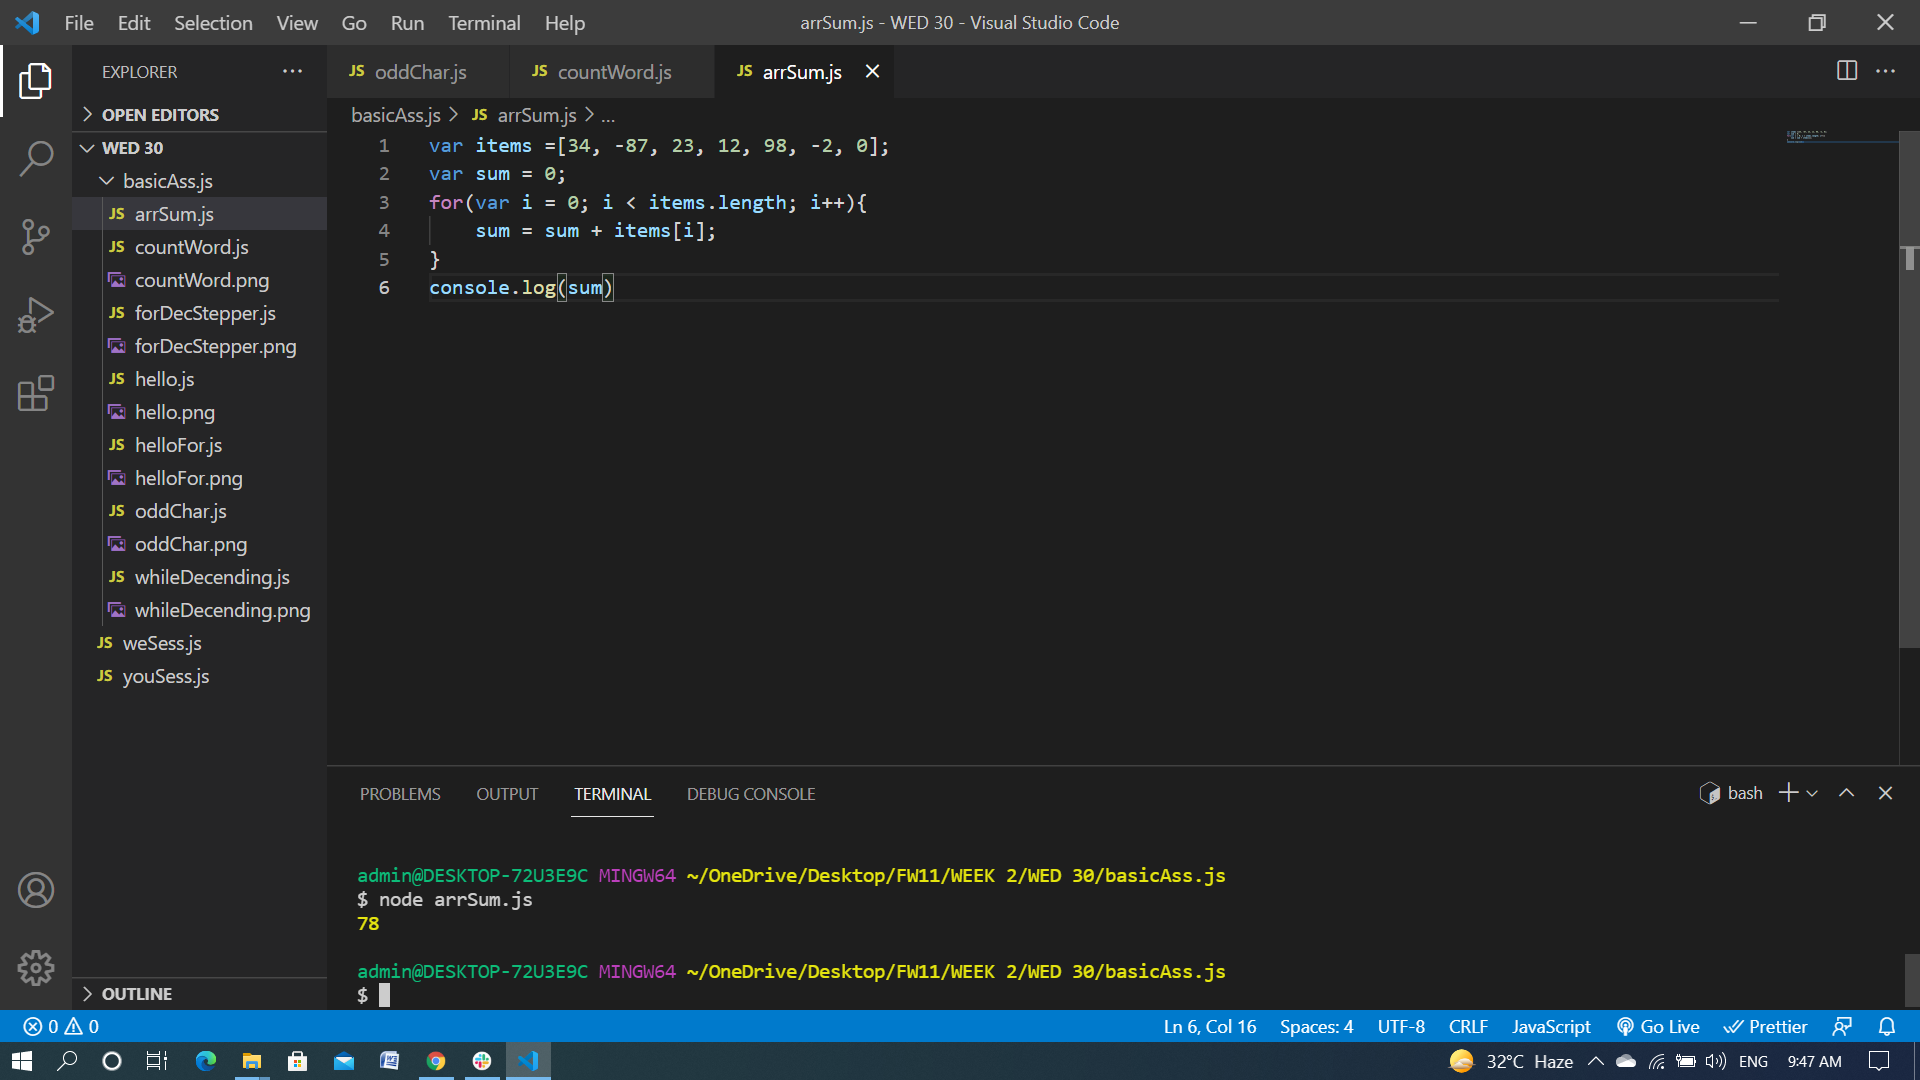 File Edit Selection View Go Run Terminal Help arrSum.js - WED 30 - Visual Studio Code
EXPLORER
OPEN EDITORS
WED 30
basicAss.js
JS arrSum.js
JS countWord.js
countWord.png
JS forDecStepper.js
forDecStepper.png
JS hello.js
hello.png
JS helloFor.js
helloFor.png
JS oddChar.js
oddChar.png
JS whileDecending.js
whileDecending.png
JS weSess.js
JS youSess.js
OUTLINE
JS oddChar.js JS countWord.js JS arrSum.js
basicAss.js > JS arrSum.js > ...
1 var items =[34, -87, 23, 12, 98, -2, 0];
2 var sum = 0;
3 for(var i = 0; i < items.length; i++){
4 sum = sum + items[i];
5 }
6 console.log(sum)
PROBLEMS OUTPUT TERMINAL DEBUG CONSOLE bash
admin@DESKTOP-72U3E9C MINGW64 ~/OneDrive/Desktop/FW11/WEEK 2/WED 30/basicAss.js
$ node arrSum.js
78
admin@DESKTOP-72U3E9C MINGW64 ~/OneDrive/Desktop/FW11/WEEK 2/WED 30/basicAss.js
$
0 0 Ln 6, Col 16 Spaces: 4 UTF-8 CRLF JavaScript Go Live Prettier
32°C Haze ENG 9:47 AM